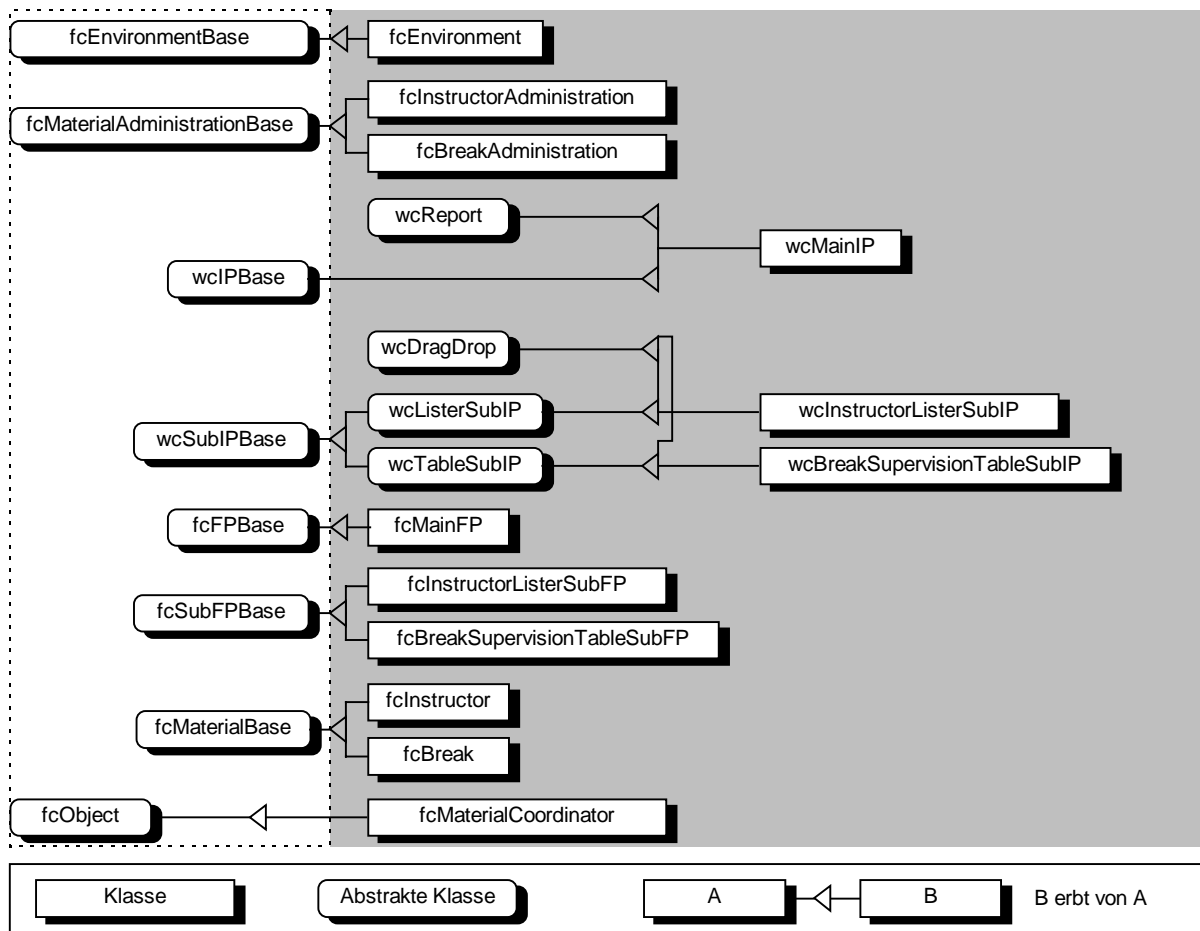 fcEnvironmentBase
fcEnvironment
fcMaterialAdministrationBase
fcInstructorAdministration
fcBreakAdministration
wcReport
wcMainIP
wcIPBase
wcDragDrop
wcListerSubIP
wcInstructorListerSubIP
wcSubIPBase
wcTableSubIP
wcBreakSupervisionTableSubIP
fcFPBase
fcMainFP
fcInstructorListerSubFP
fcSubFPBase
fcBreakSupervisionTableSubFP
fcInstructor
fcMaterialBase
fcBreak
fcObject
fcMaterialCoordinator
Klasse
Abstrakte Klasse
A
B
B erbt von A